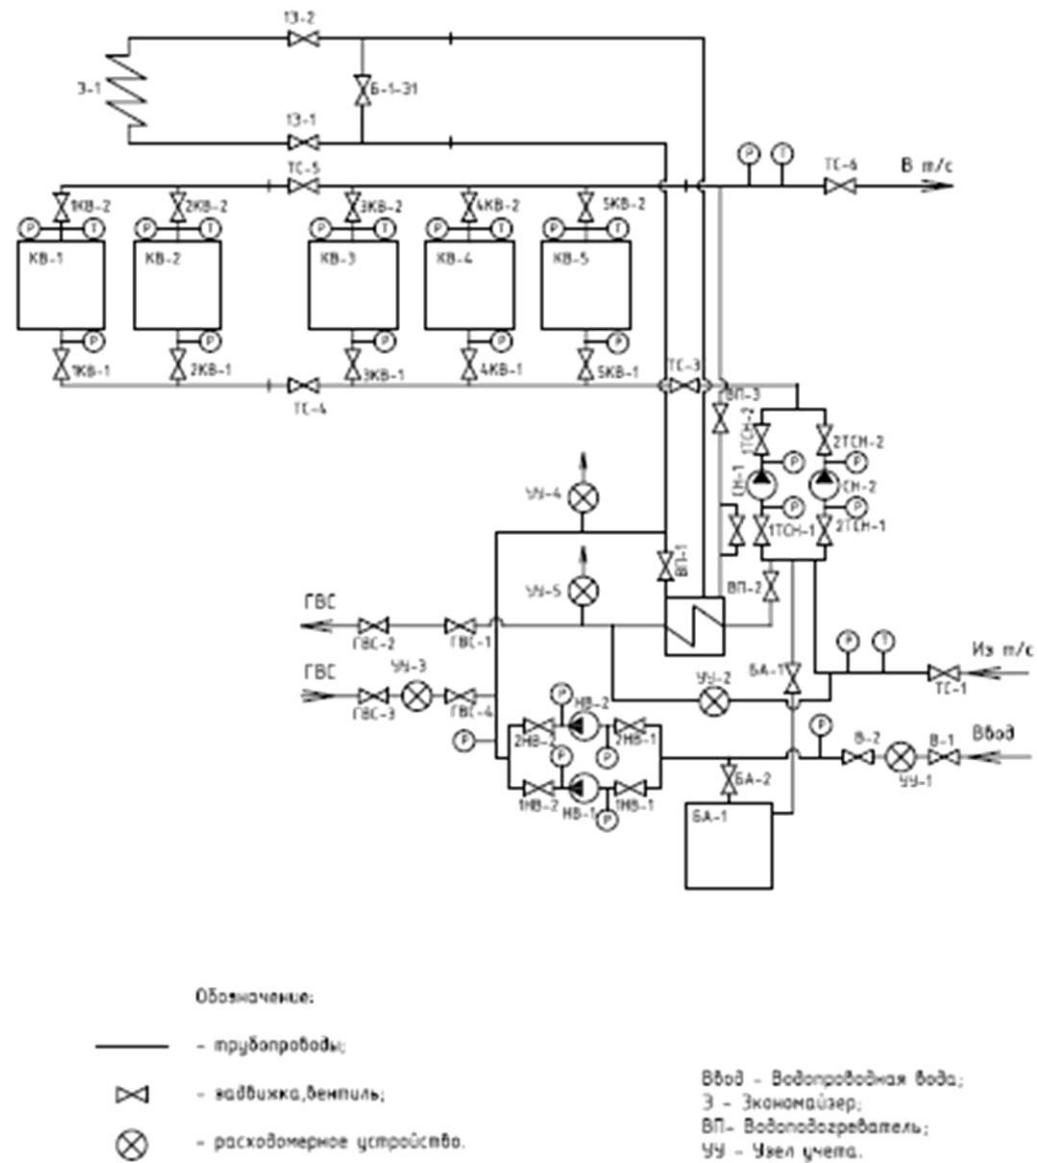 1Э-2
Э-1
Б-1-Э1
1Э-1
ТС-5
P T
ТС-6
В т/с
1КВ-2 2КВ-2 3КВ-2 4КВ-2 5КВ-2
P T P T P T P T P T
КВ-1 КВ-2 КВ-3 КВ-4 КВ-5
P P P P P
1КВ-1 2КВ-1 3КВ-1 4КВ-1 5КВ-1
ТС-3
ТС-4
ВП-3
1ТСН-2 2ТСН-2
P P
СН-1 СН-2
УУ-4
P P
1ТСН-1 2ТСН-1
ВП-1
УУ-5
ВП-2
ГВС
ГВС-2 ГВС-1
P T
Из т/с
ГВС
УУ-3
УУ-2
БА-1
ТС-1
ГВС-3 ГВС-4
P
НВ-2
P
P
2НВ-2 2НВ-1
В-2 В-1
Ввод
P P
УУ-1
1НВ-2 1НВ-1
НВ-1
P
БА-2
БА-1
Обозначение:
- трубопроводы;
- задвижка,вентиль;
- расходомерное устройство.
Ввод - Водопроводная вода;
Э - Экономайзер;
ВП- Водоподогреватель;
УУ - Узел учета.